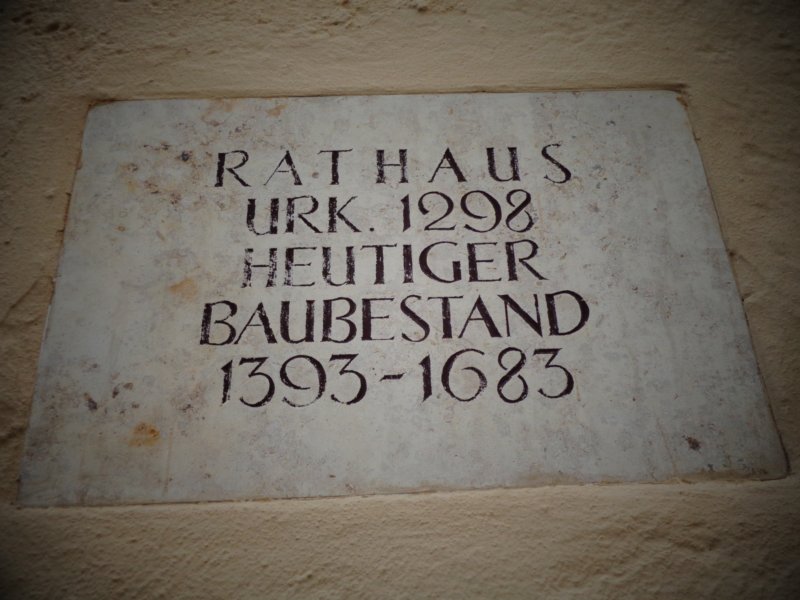 RATHAUS
URK. 1298
HEUTIGER
BAUBESTAND
1393-1683